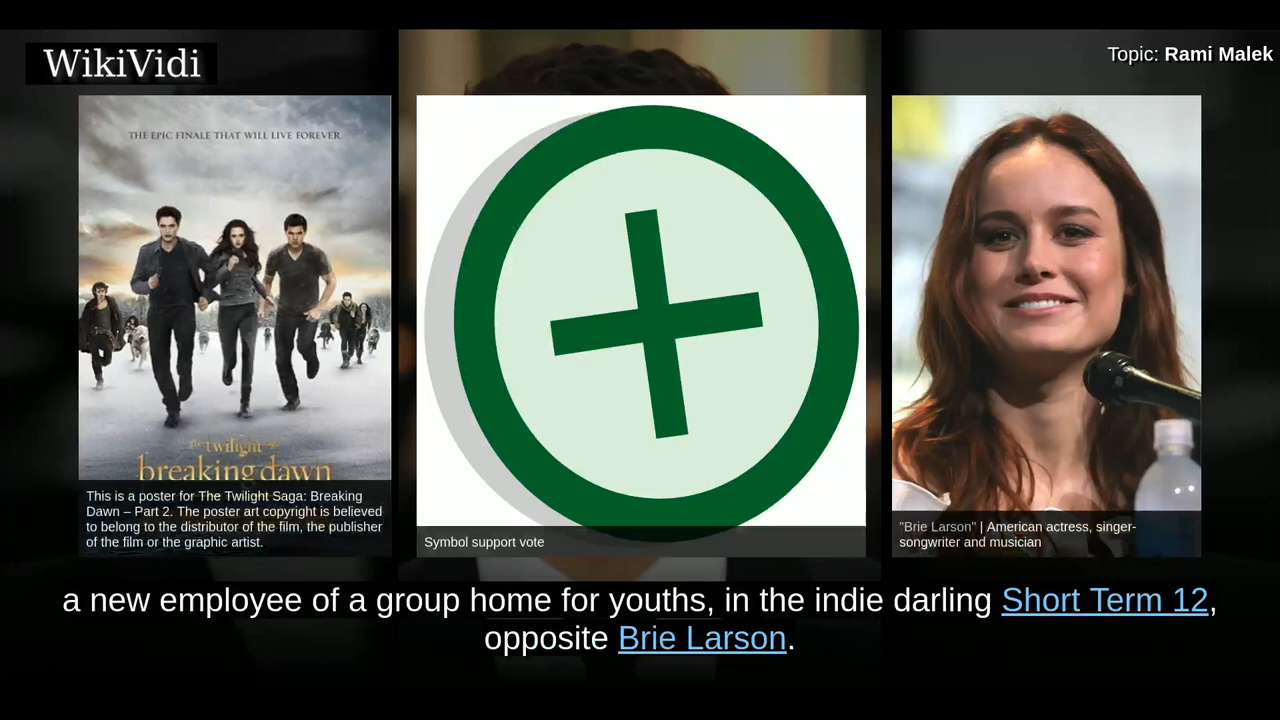 WikiVidi
Topic: Rami Malek
THE EPIC FINALE THAT WILL LIVE FOREVER
the twilight saga
breaking dawn
This is a poster for The Twilight Saga: Breaking
Dawn – Part 2. The poster art copyright is believed
to belong to the distributor of the film, the publisher
of the film or the graphic artist.
Symbol support vote
"Brie Larson" | American actress, singer-
songwriter and musician
a new employee of a group home for youths, in the indie darling Short Term 12,
opposite Brie Larson.